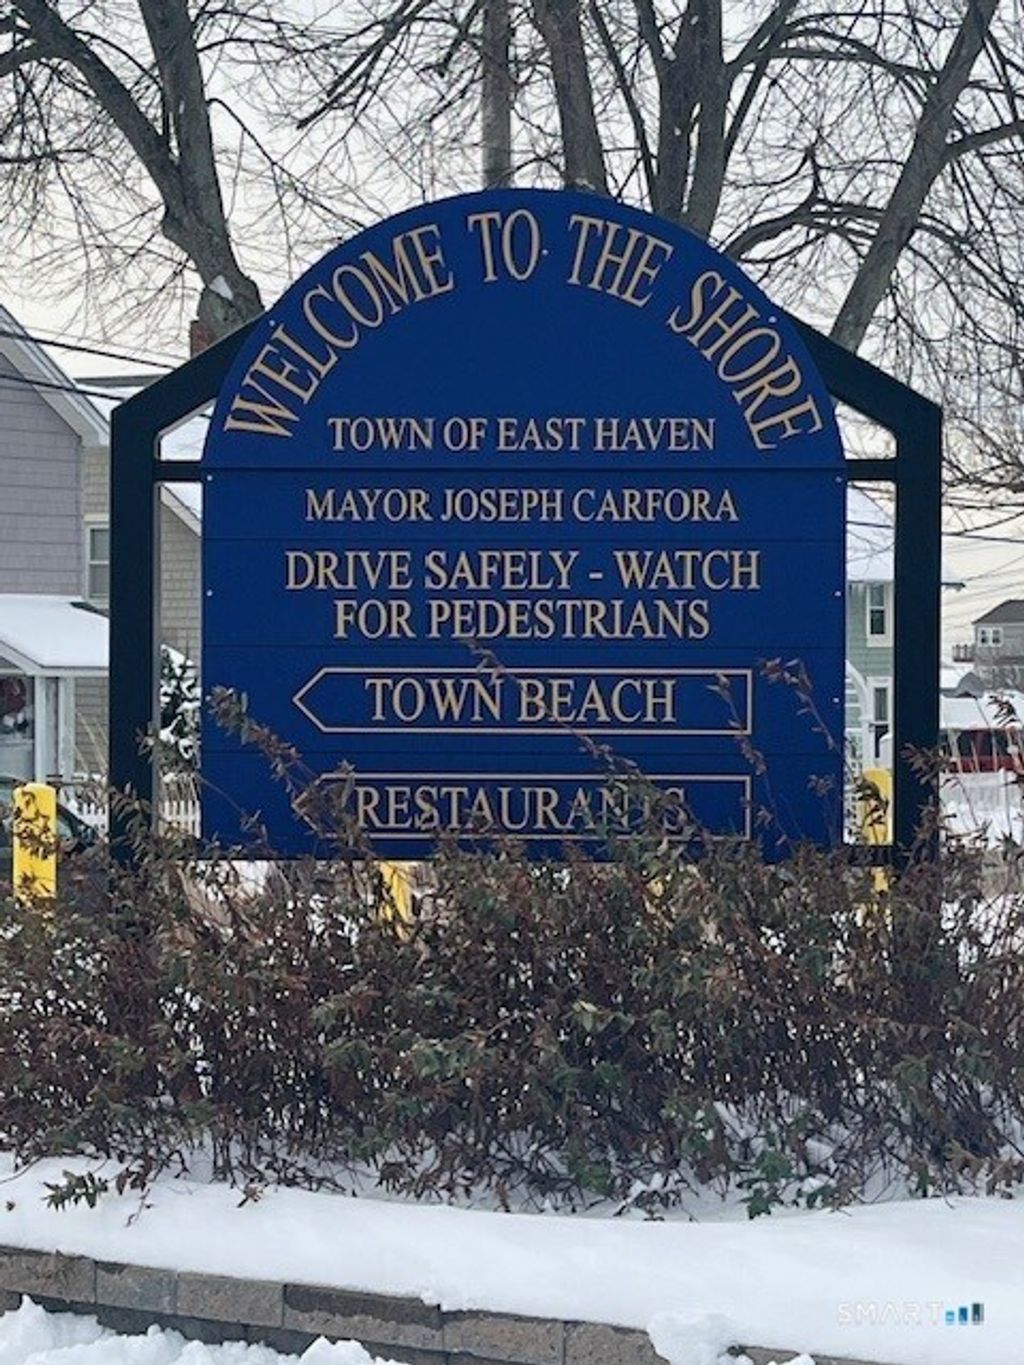 WELCOME TO THE SHORE
TOWN OF EAST HAVEN
MAYOR JOSEPH CARFORA
DRIVE SAFELY - WATCH
FOR PEDESTRIANS
TOWN BEACH
RESTAURANTS
SMART